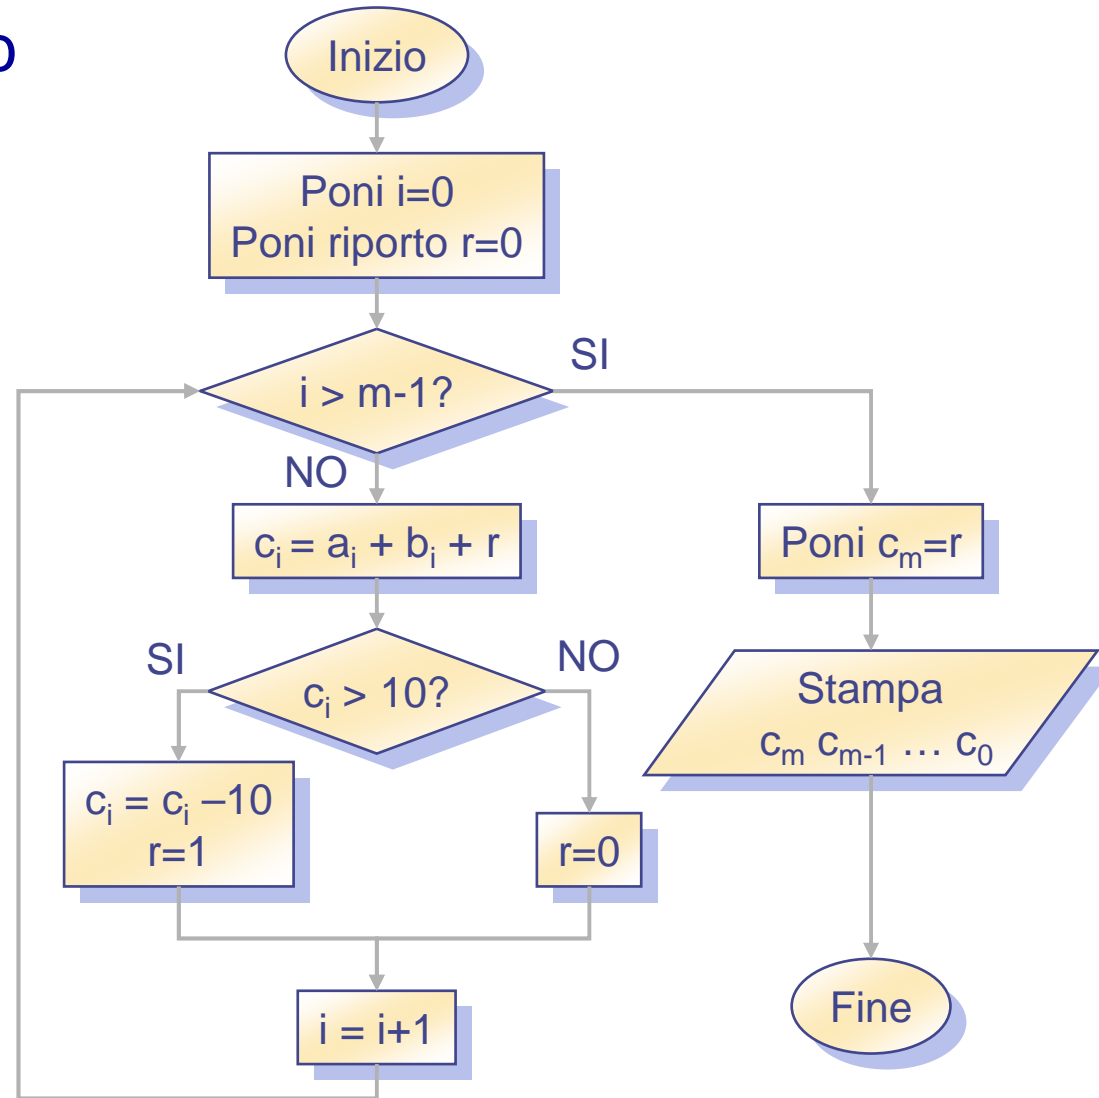 Inizio
Poni i=0
Poni riporto r=0
i > m-1?
SI
NO
cᵢ = aᵢ + bᵢ + r
Poni cₘ=r
cᵢ > 10?
SI
NO
cᵢ = cᵢ –10
r=1
r=0
Stampa
cₘ cₘ₋₁ … c₀
i = i+1
Fine